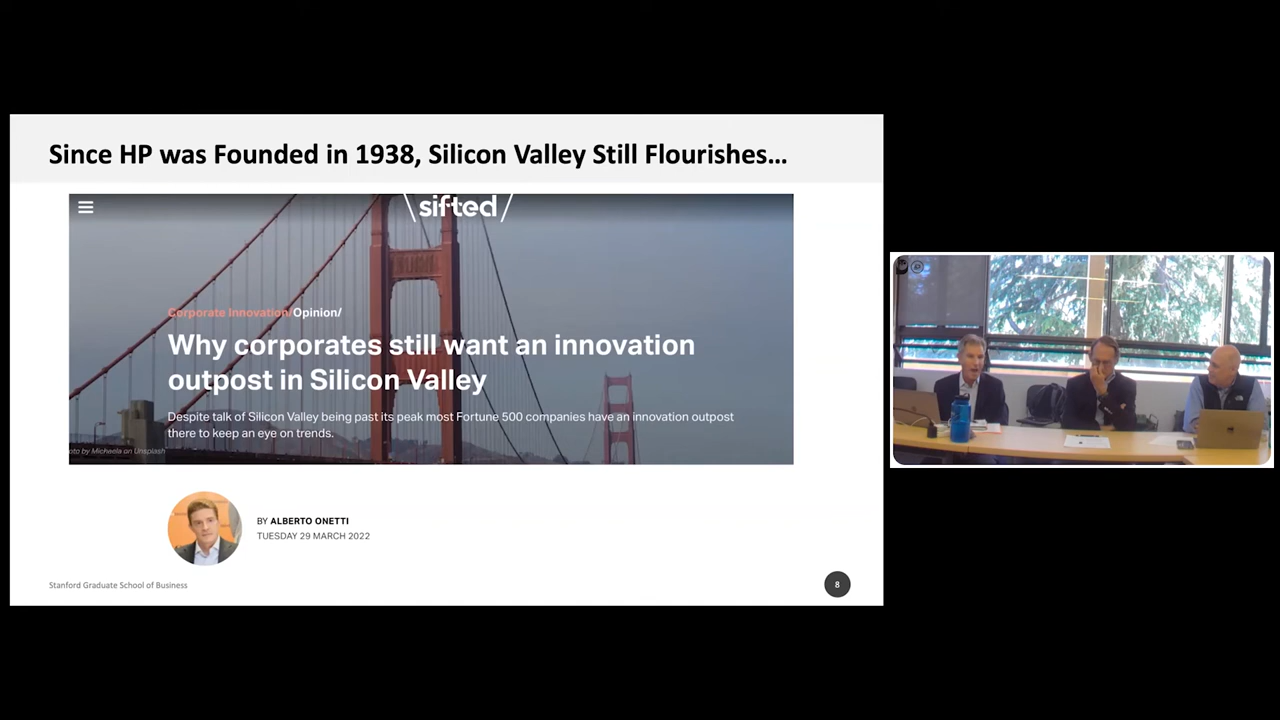 Since HP was Founded in 1938, Silicon Valley Still Flourishes...
\sifted/
Corporate Innovation/Opinion/
Why corporates still want an innovation
outpost in Silicon Valley
Despite talk of Silicon Valley being past its peak most Fortune 500 companies have an innovation outpost
there to keep an eye on trends.
oto by Michaela on Unsplash
BY ALBERTO ONETTI
TUESDAY 29 MARCH 2022
Stanford Graduate School of Business
8